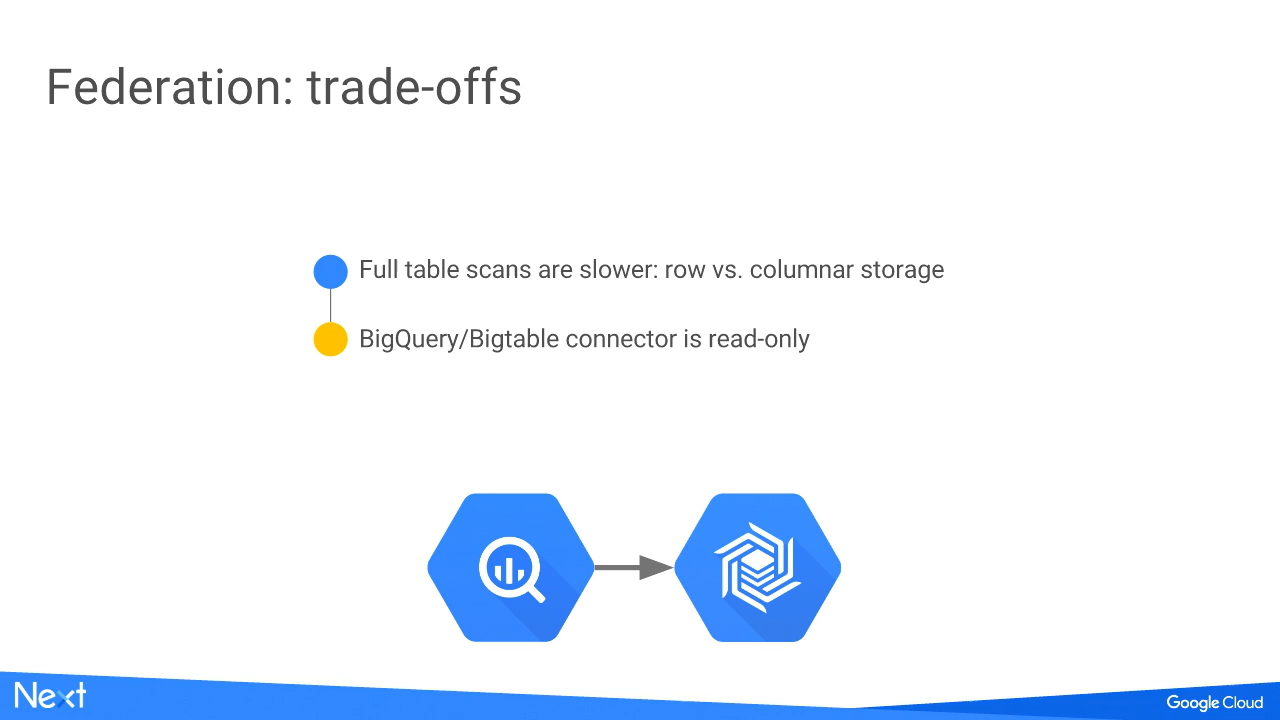 Federation: trade-offs
Full table scans are slower: row vs. columnar storage
BigQuery/Bigtable connector is read-only
Next
Google Cloud